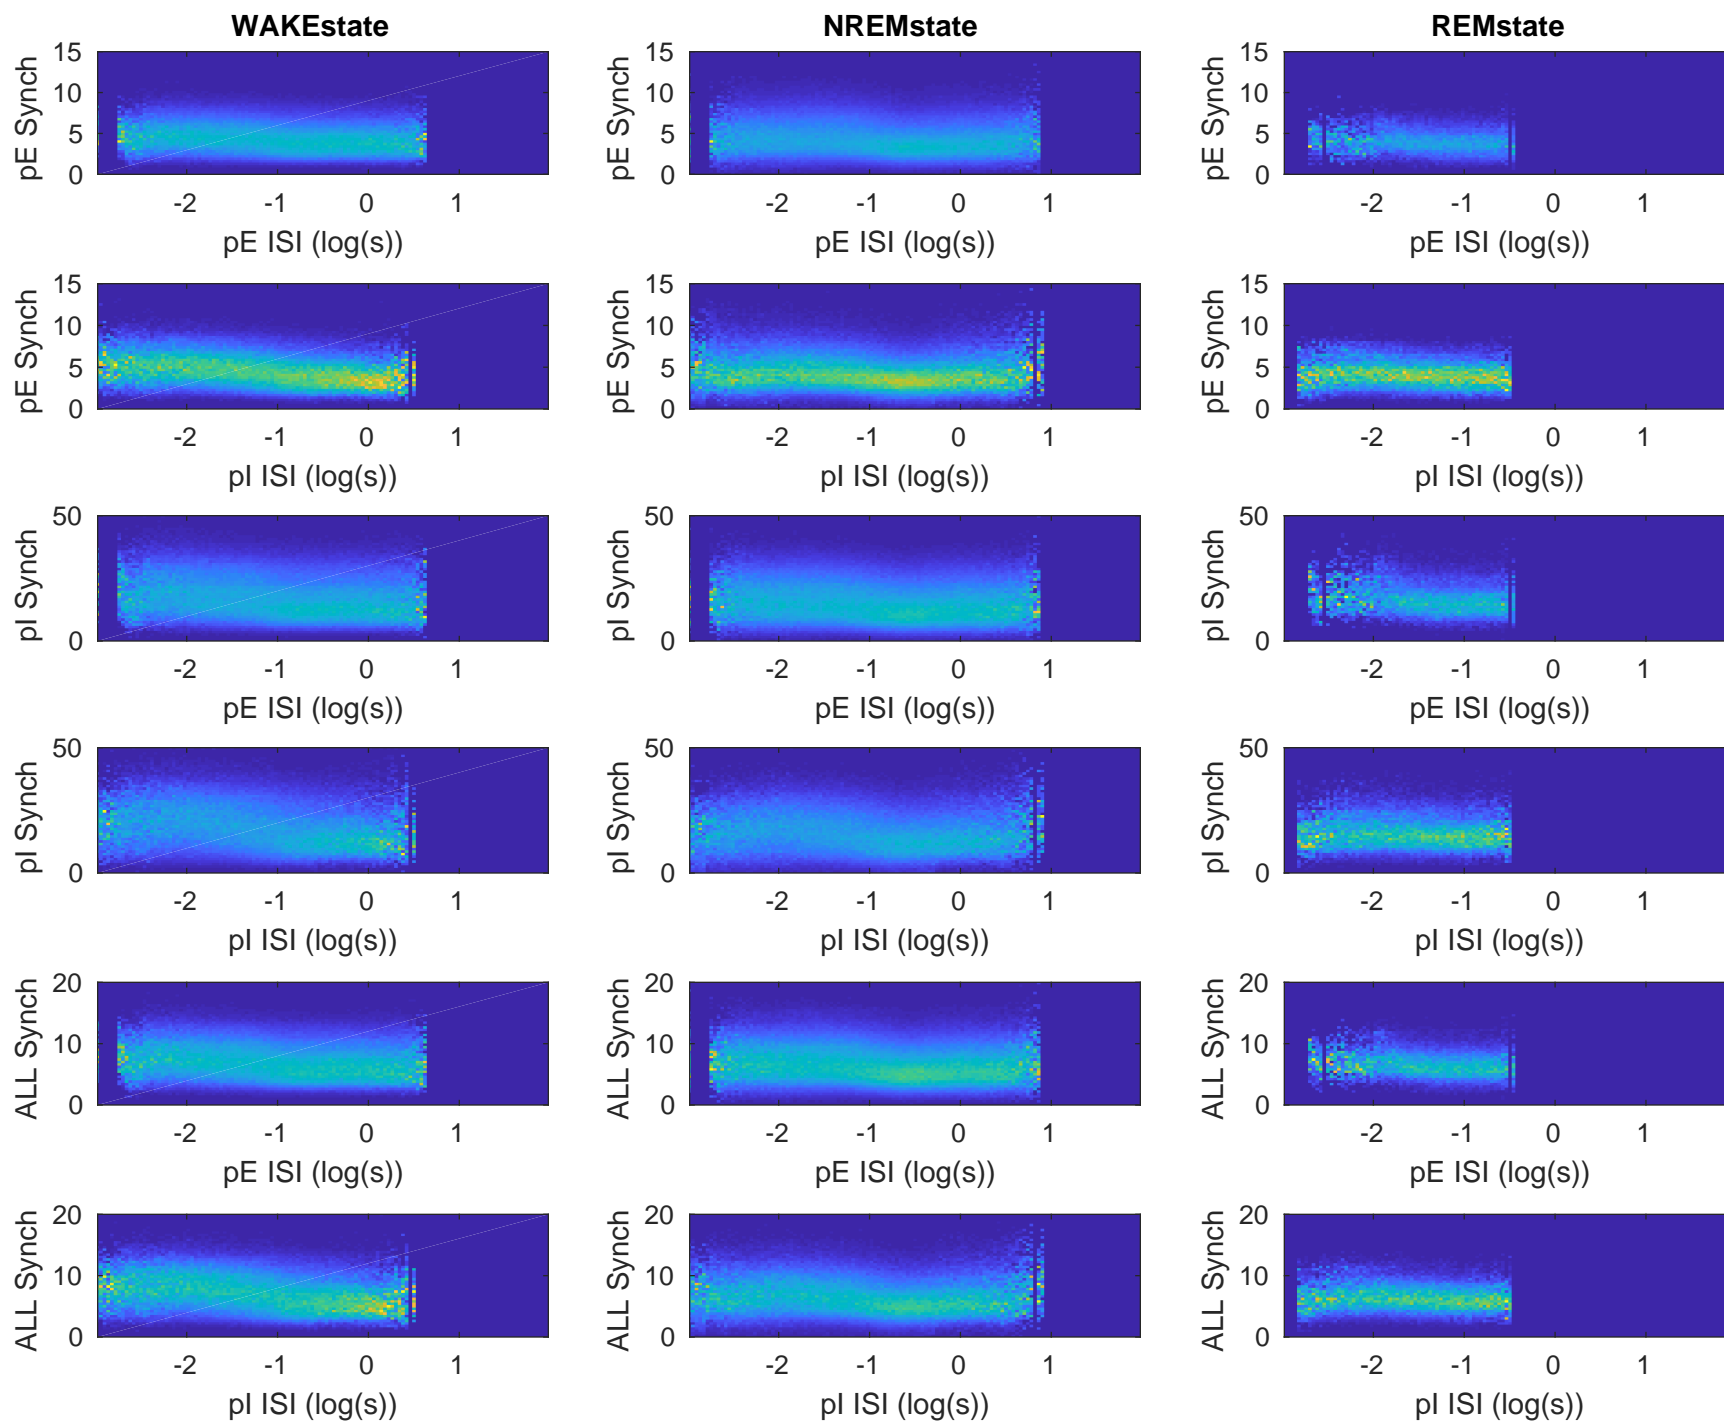 WAKEstate NREMstate REMstate
15 15 15
10 10 10
5 5 5
0 0 0
pE Synch pE Synch pE Synch
-2 -1 0 1 -2 -1 0 1 -2 -1 0 1
pE ISI (log(s)) pE ISI (log(s)) pE ISI (log(s))
15 15 15
10 10 10
5 5 5
0 0 0
pE Synch pE Synch pE Synch
-2 -1 0 1 -2 -1 0 1 -2 -1 0 1
pI ISI (log(s)) pI ISI (log(s)) pI ISI (log(s))
50 50 50
0 0 0
pI Synch pI Synch pI Synch
-2 -1 0 1 -2 -1 0 1 -2 -1 0 1
pE ISI (log(s)) pE ISI (log(s)) pE ISI (log(s))
50 50 50
0 0 0
pI Synch pI Synch pI Synch
-2 -1 0 1 -2 -1 0 1 -2 -1 0 1
pI ISI (log(s)) pI ISI (log(s)) pI ISI (log(s))
20 20 20
10 10 10
0 0 0
ALL Synch ALL Synch ALL Synch
-2 -1 0 1 -2 -1 0 1 -2 -1 0 1
pE ISI (log(s)) pE ISI (log(s)) pE ISI (log(s))
20 20 20
10 10 10
0 0 0
ALL Synch ALL Synch ALL Synch
-2 -1 0 1 -2 -1 0 1 -2 -1 0 1
pI ISI (log(s)) pI ISI (log(s)) pI ISI (log(s))